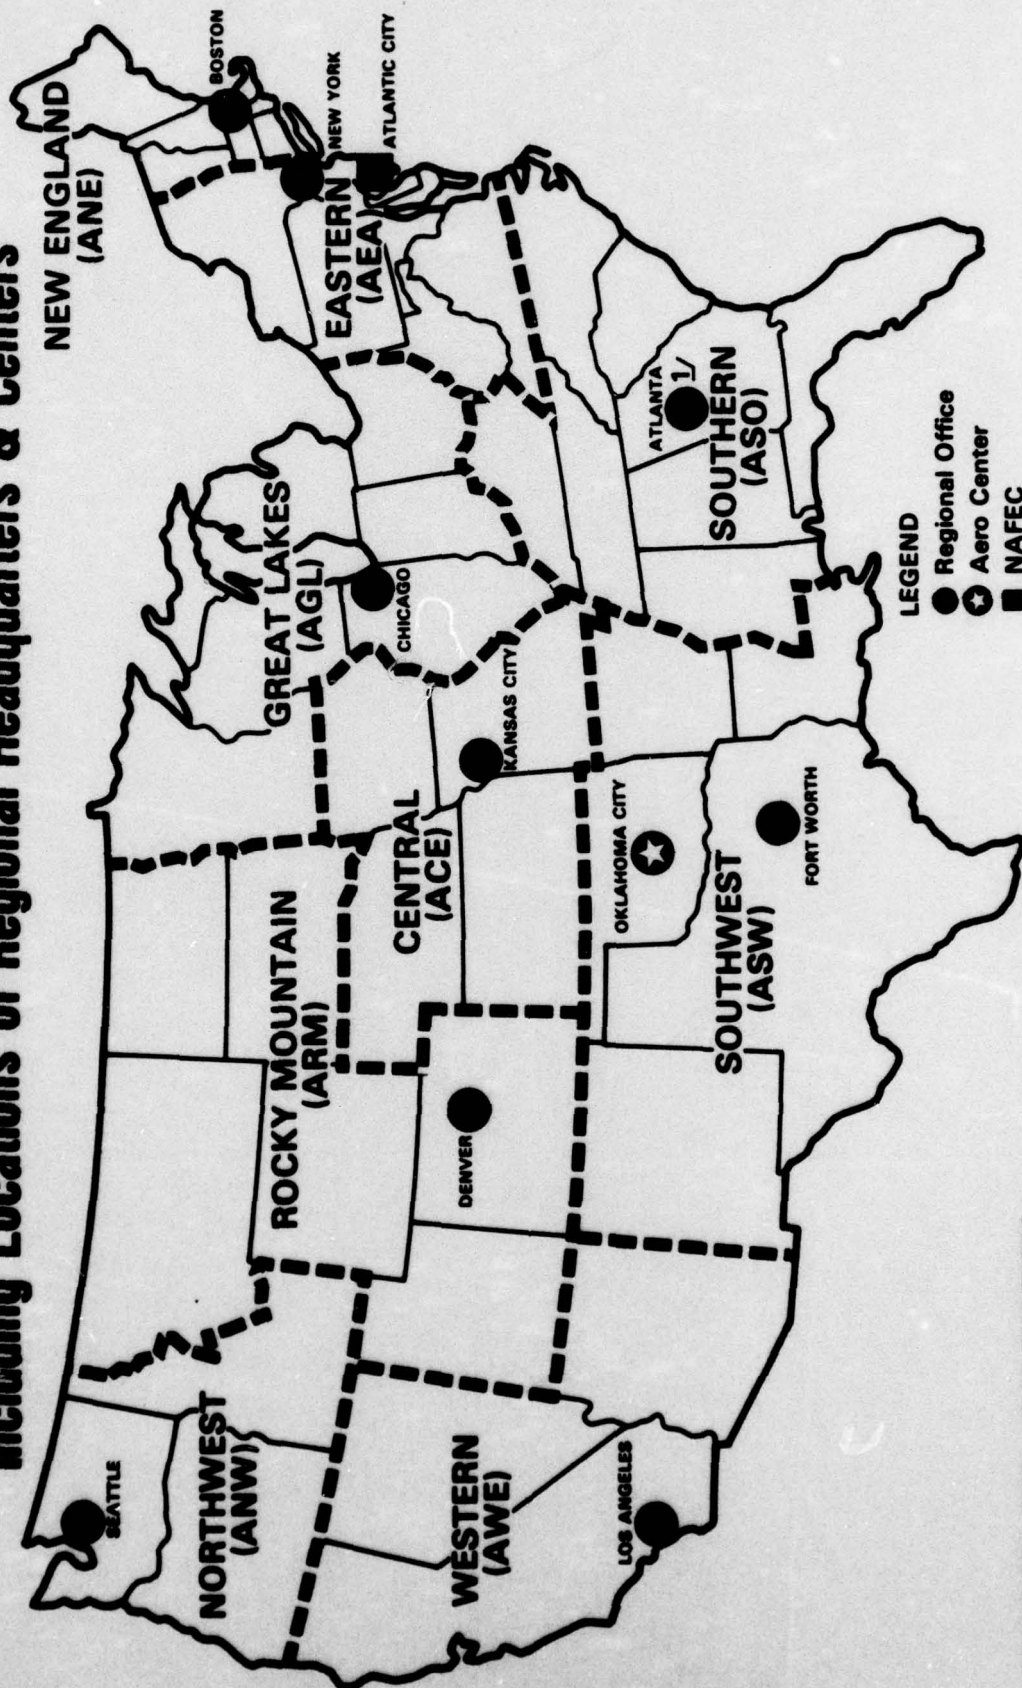 Including Locations of Regional Headquarters & Centers
NEW ENGLAND
(ANE)
BOSTON
NEW YORK
ATLANTIC CITY
EASTERN
(AEA)
GREAT LAKES
(AGL)
CHICAGO
SEATTLE
NORTHWEST
(ANW)
ROCKY MOUNTAIN
(ARM)
DENVER
CENTRAL
(ACE)
KANSAS CITY
WESTERN
(AWE)
LOS ANGELES
OKLAHOMA CITY
SOUTHWEST
(ASW)
FORT WORTH
ATLANTA
1/
SOUTHERN
(ASO)
LEGEND
Regional Office
Aero Center
NAFEC